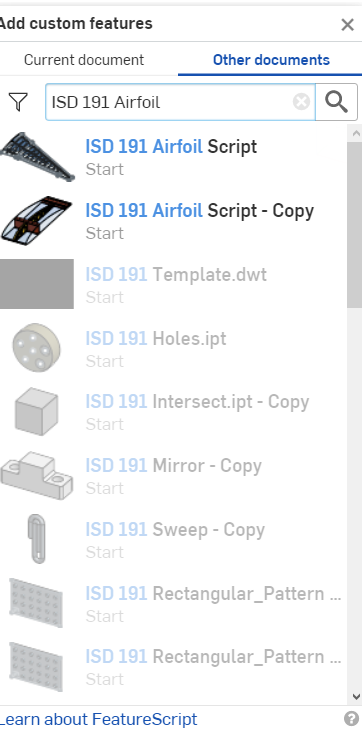 Add custom features
Current document
Other documents
ISD 191 Airfoil
ISD 191 Airfoil Script
Start
ISD 191 Airfoil Script - Copy
Start
ISD 191 Template.dwt
Start
ISD 191 Holes.ipt
Start
ISD 191 Intersect.ipt - Copy
Start
ISD 191 Mirror - Copy
Start
ISD 191 Sweep - Copy
Start
ISD 191 Rectangular_Pattern ...
Start
ISD 191 Rectangular_Pattern ...
Start
Learn about FeatureScript